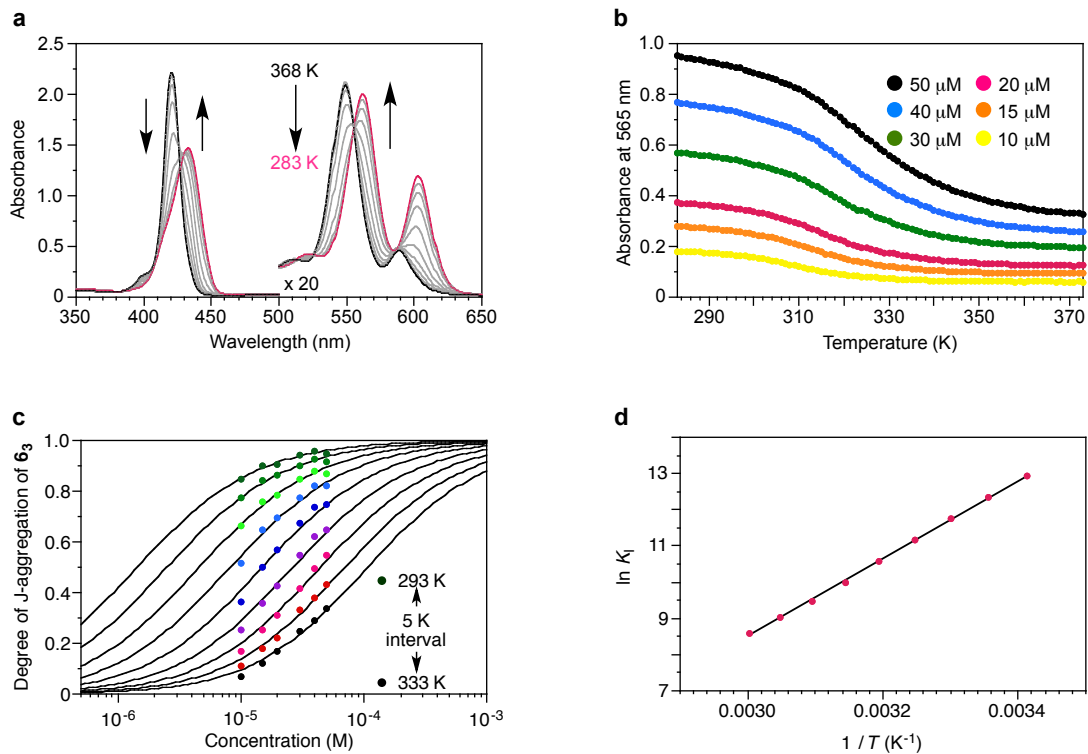 a
2.5
2.0
1.5
1.0
0.5
0
350
400
450
500
550
600
650
368 K
283 K
x 20
Absorbance
Wavelength (nm)
b
1.0
0.8
0.6
0.4
0.2
0
290
310
330
350
370
50 μM
20 μM
40 μM
15 μM
30 μM
10 μM
Absorbance at 565 nm
Temperature (K)
c
1.0
0.8
0.6
0.4
0.2
0
10⁻⁶
10⁻⁵
10⁻⁴
10⁻³
293 K
5 K
interval
333 K
Degree of J-aggregation of 6₃
Concentration (M)
d
13
11
9
7
0.0030
0.0032
0.0034
ln Kₗ
1 / T (K⁻¹)